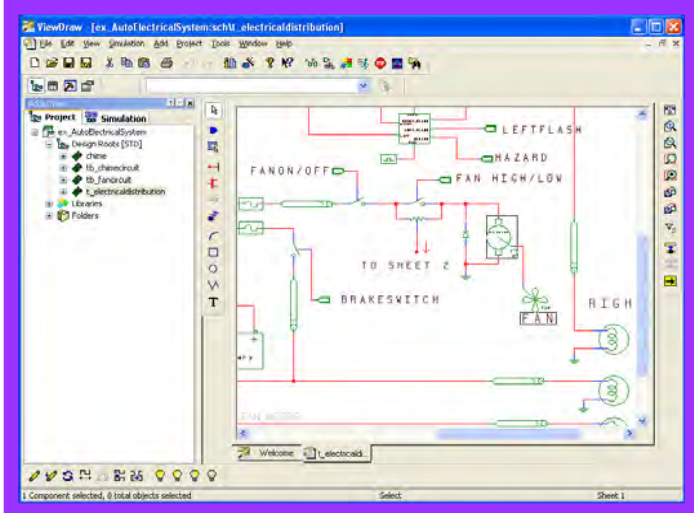 ViewDraw - [ex_AutoElectricalSystem:sch\t_electricaldistribution]
File Edit View Simulation Add Project Tools Window Help
Project Simulation
ex_AutoElectricalSystem
Design Roots [STD]
chime
tb_chimecircuit
tb_fancircuit
t_electricaldistribution
Libraries
Folders
LEFTFLASH
HAZARD
FANON/OFF
FAN HIGH/LOW
TO SHEET 2
BRAKESWITCH
FAN
RIGH
ery
T
Welcome t_electricaldi...
1 Component selected, 0 total objects selected Select Sheet 1